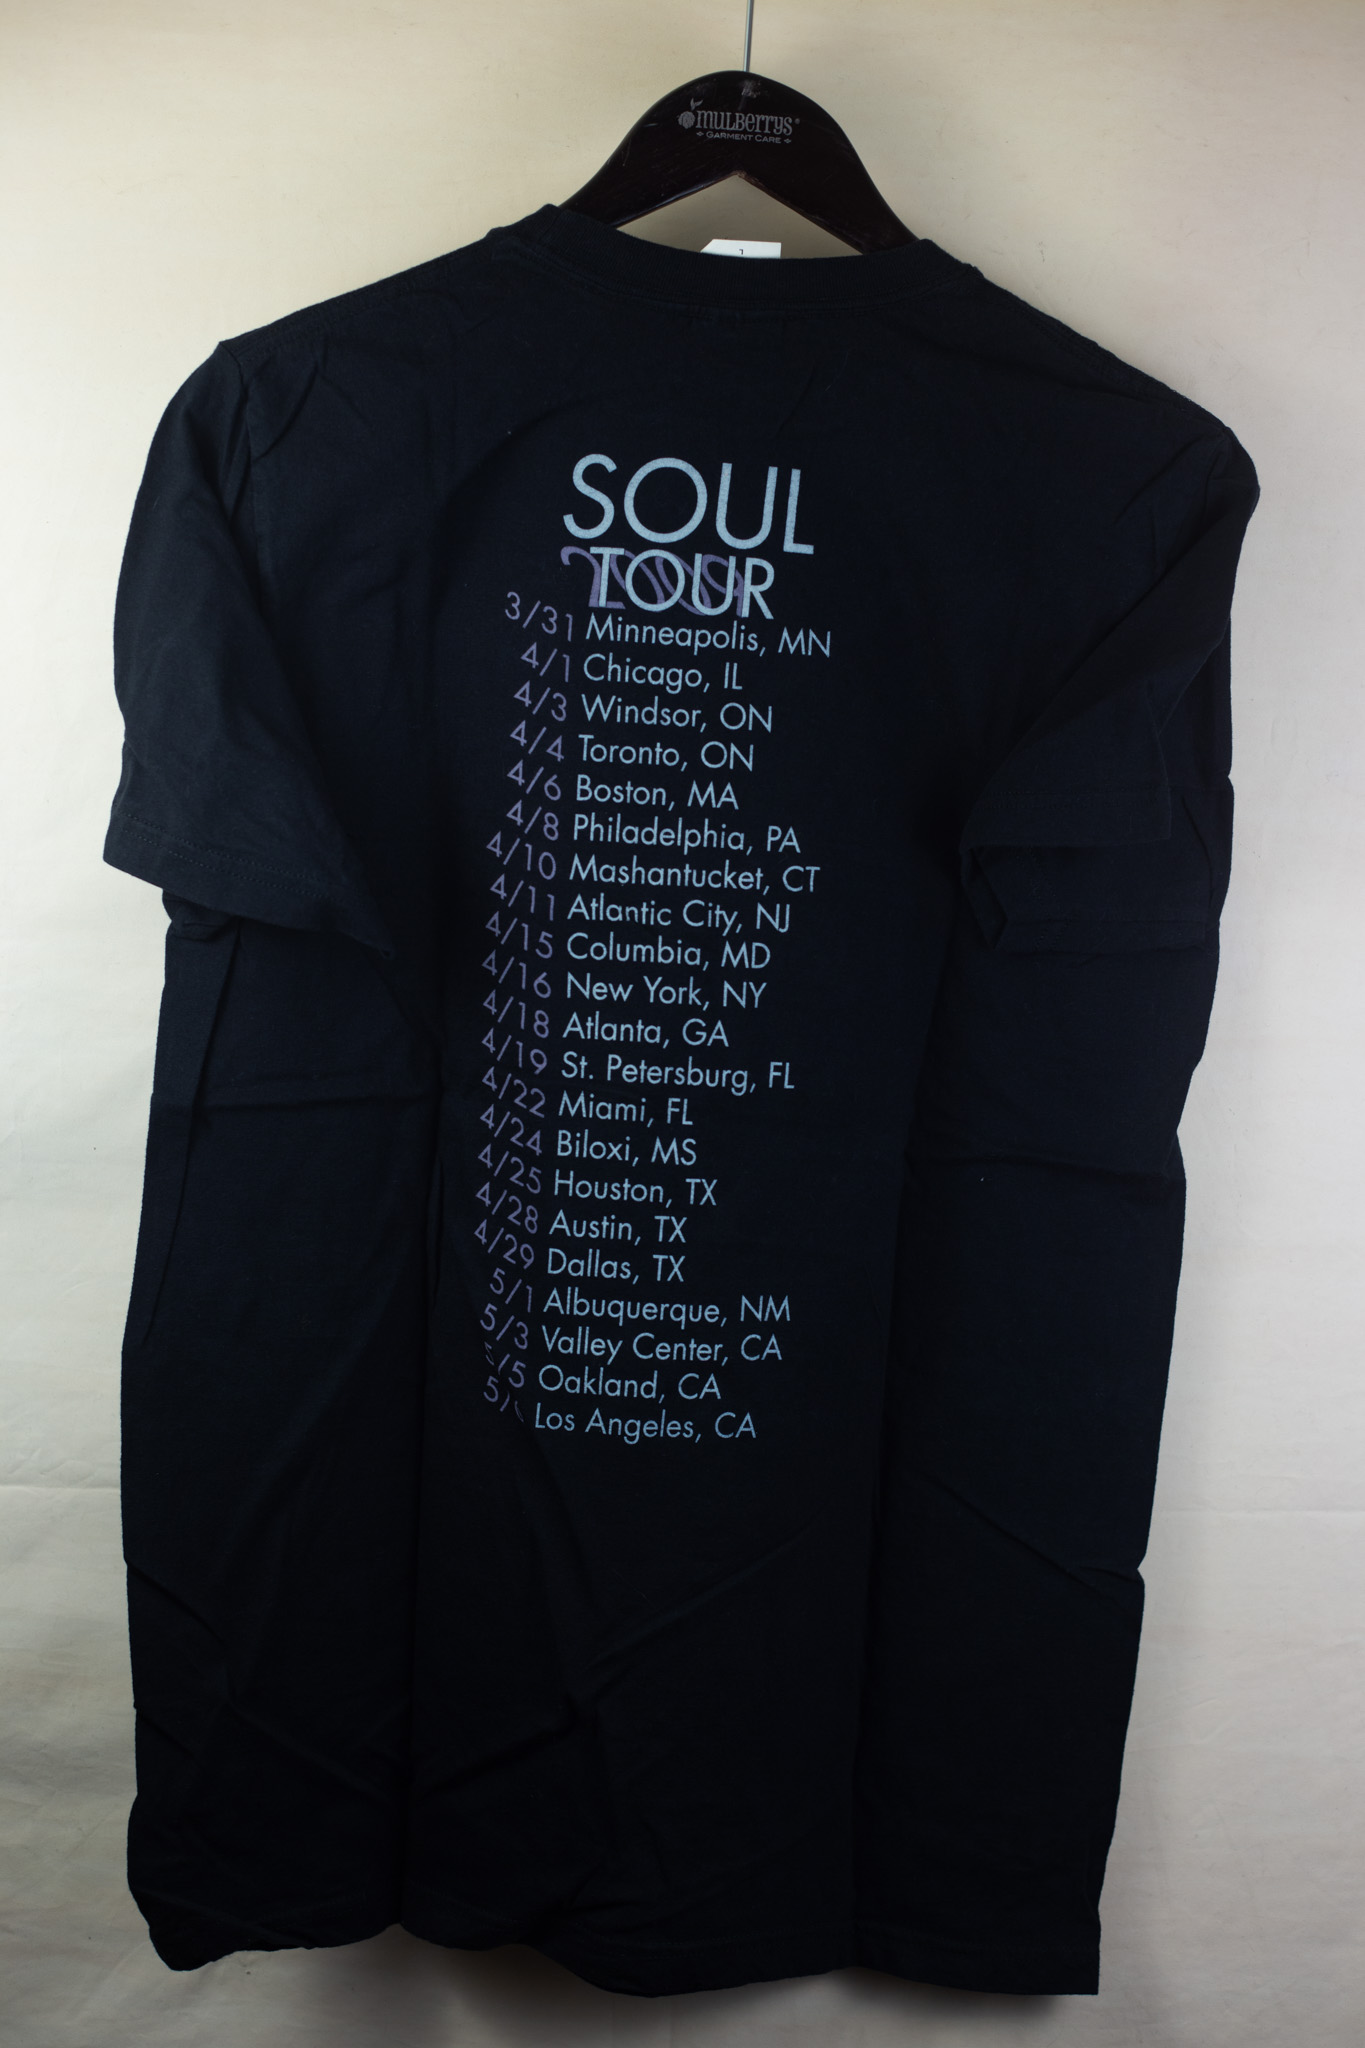 mulberrys
GARMENT CARE
SOUL
TOUR
2009
3/31 Minneapolis, MN
4/1 Chicago, IL
4/3 Windsor, ON
4/4 Toronto, ON
4/6 Boston, MA
4/8 Philadelphia, PA
4/10 Mashantucket, CT
4/11 Atlantic City, NJ
4/15 Columbia, MD
4/16 New York, NY
4/18 Atlanta, GA
4/19 St. Petersburg, FL
4/22 Miami, FL
4/24 Biloxi, MS
4/25 Houston, TX
4/28 Austin, TX
4/29 Dallas, TX
5/1 Albuquerque, NM
5/3 Valley Center, CA
5/5 Oakland, CA
Los Angeles, CA